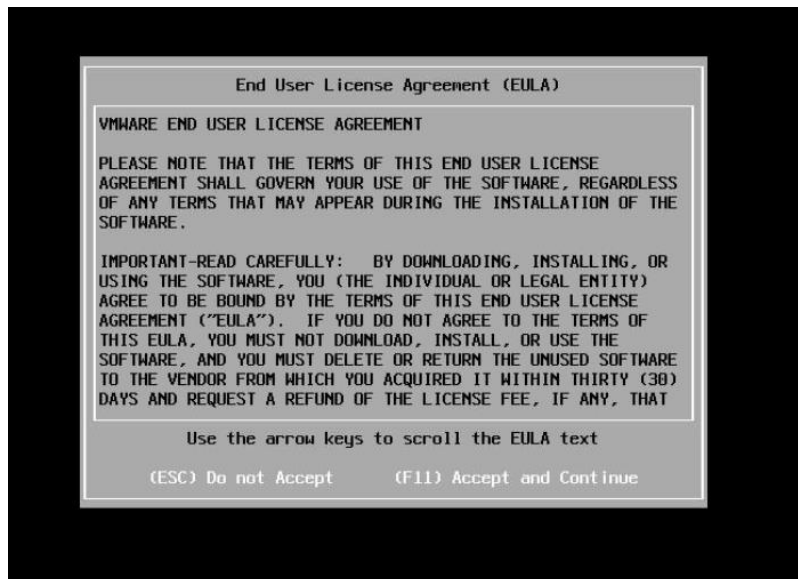 End User License Agreement (EULA)
VMWARE END USER LICENSE AGREEMENT
PLEASE NOTE THAT THE TERMS OF THIS END USER LICENSE
AGREEMENT SHALL GOVERN YOUR USE OF THE SOFTWARE, REGARDLESS
OF ANY TERMS THAT MAY APPEAR DURING THE INSTALLATION OF THE
SOFTWARE.
IMPORTANT-READ CAREFULLY:   BY DOWNLOADING, INSTALLING, OR
USING THE SOFTWARE, YOU (THE INDIVIDUAL OR LEGAL ENTITY)
AGREE TO BE BOUND BY THE TERMS OF THIS END USER LICENSE
AGREEMENT ("EULA").  IF YOU DO NOT AGREE TO THE TERMS OF
THIS EULA, YOU MUST NOT DOWNLOAD, INSTALL, OR USE THE
SOFTWARE, AND YOU MUST DELETE OR RETURN THE UNUSED SOFTWARE
TO THE VENDOR FROM WHICH YOU ACQUIRED IT WITHIN THIRTY (30)
DAYS AND REQUEST A REFUND OF THE LICENSE FEE, IF ANY, THAT
Use the arrow keys to scroll the EULA text
(ESC) Do not Accept (F11) Accept and Continue